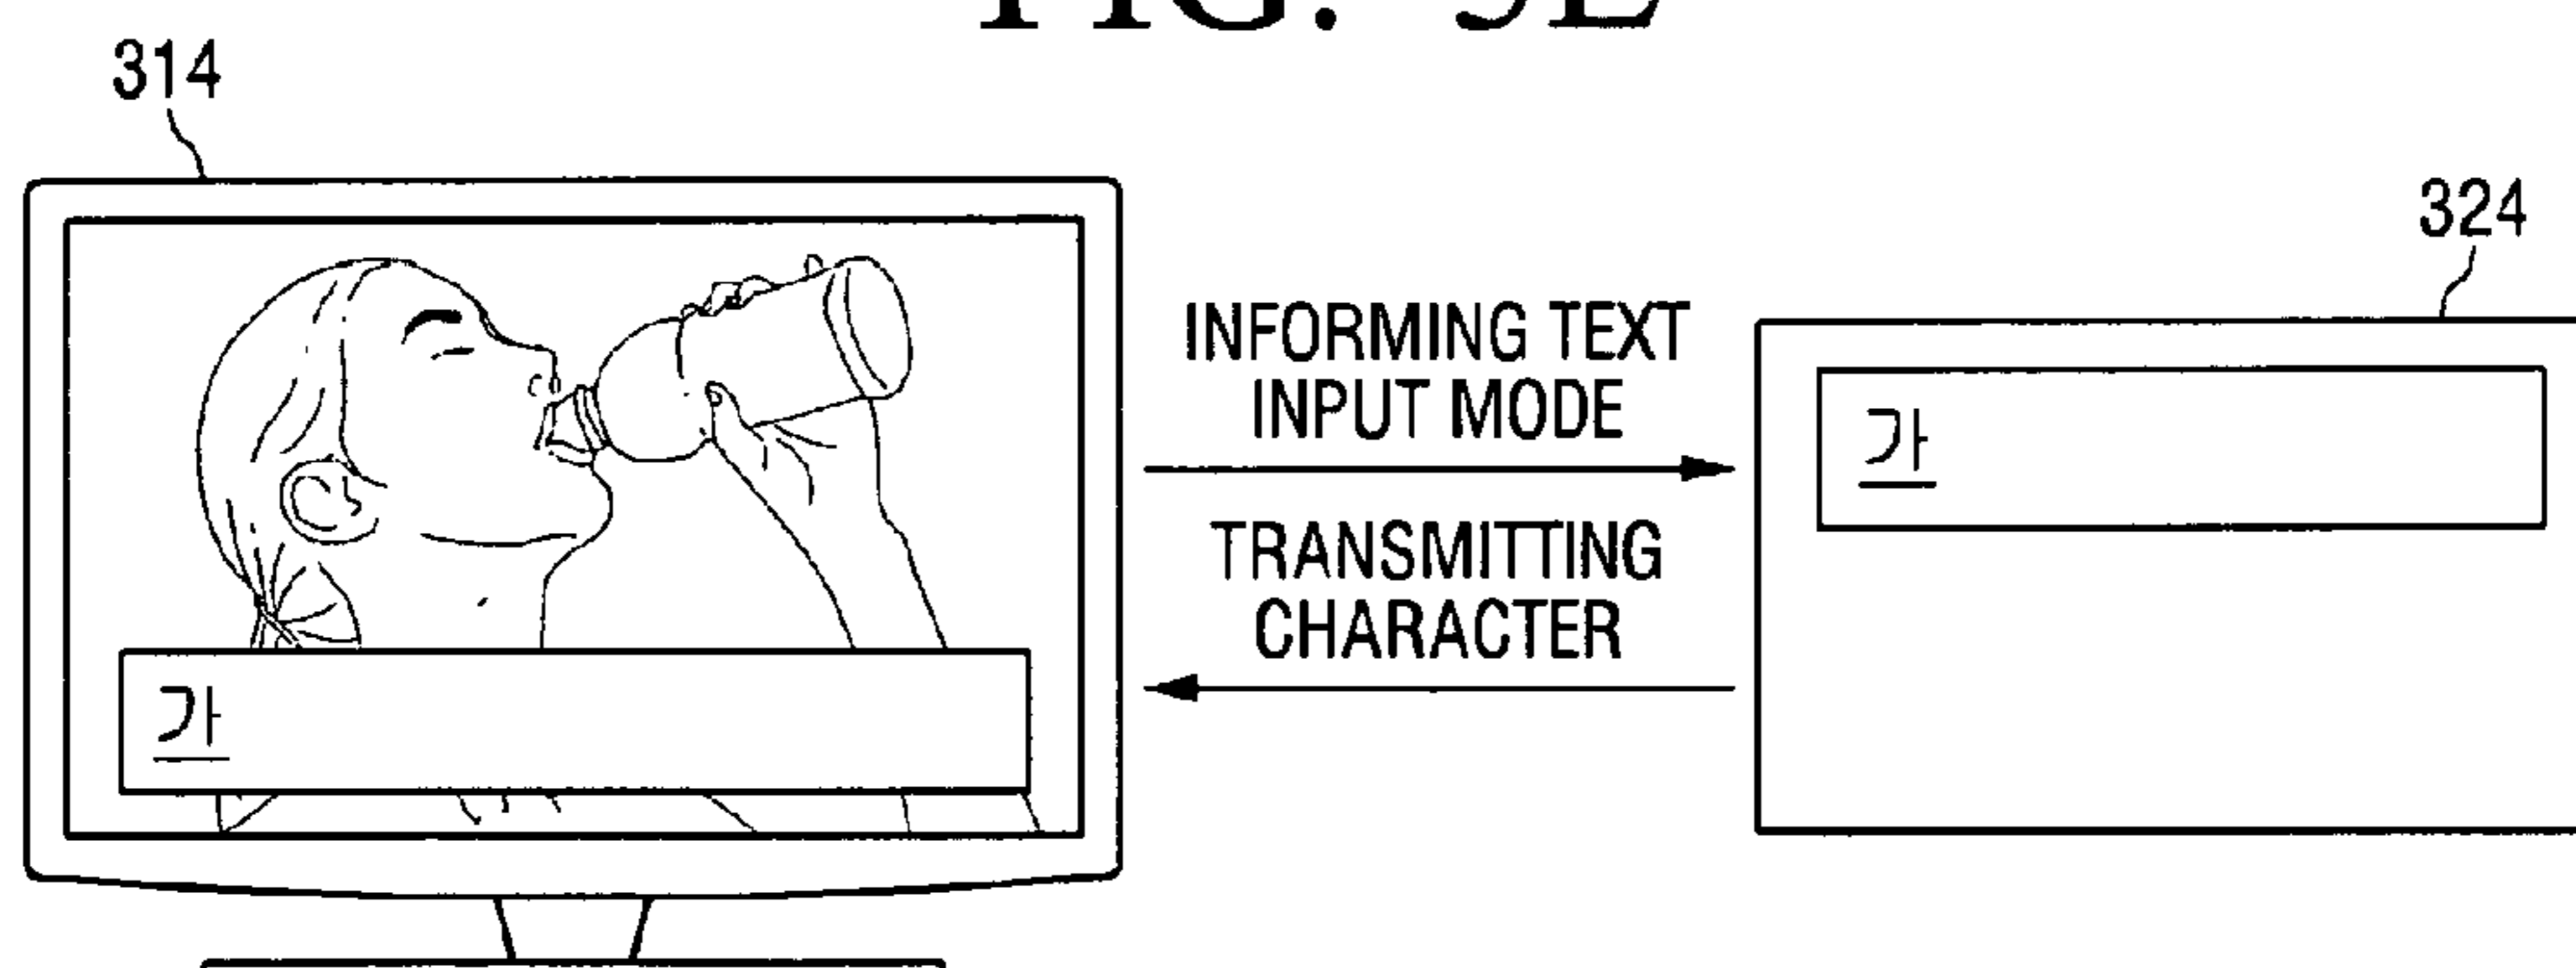 314
324
INFORMING TEXT
INPUT MODE
가
TRANSMITTING
CHARACTER
가